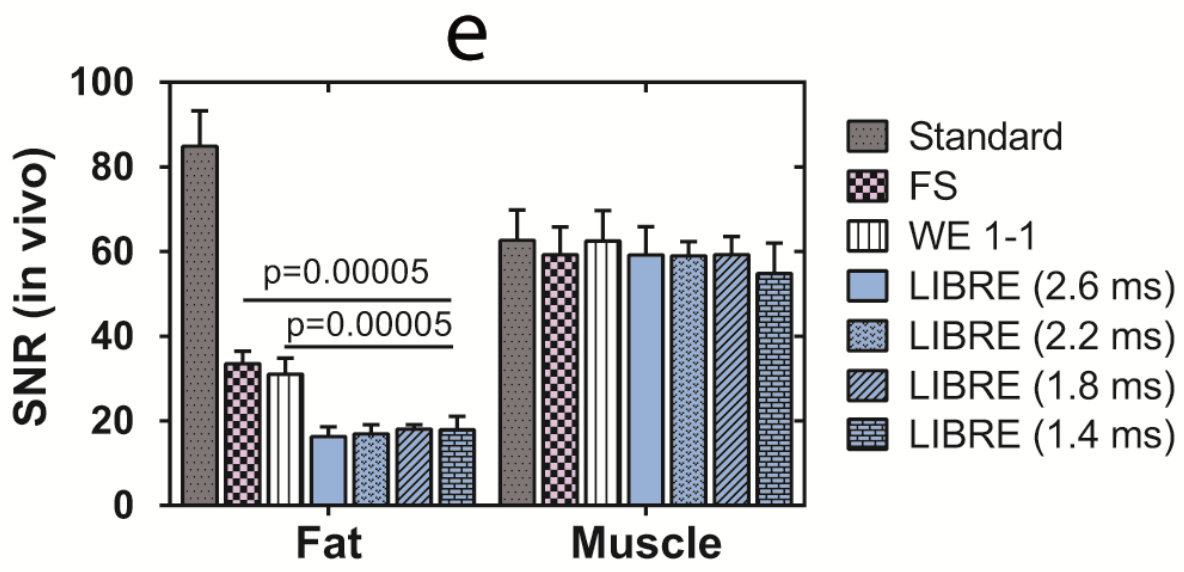 e
SNR (in vivo)
100
80
60
40
20
0
p=0.00005
p=0.00005
Fat
Muscle
Standard
FS
WE 1-1
LIBRE (2.6 ms)
LIBRE (2.2 ms)
LIBRE (1.8 ms)
LIBRE (1.4 ms)